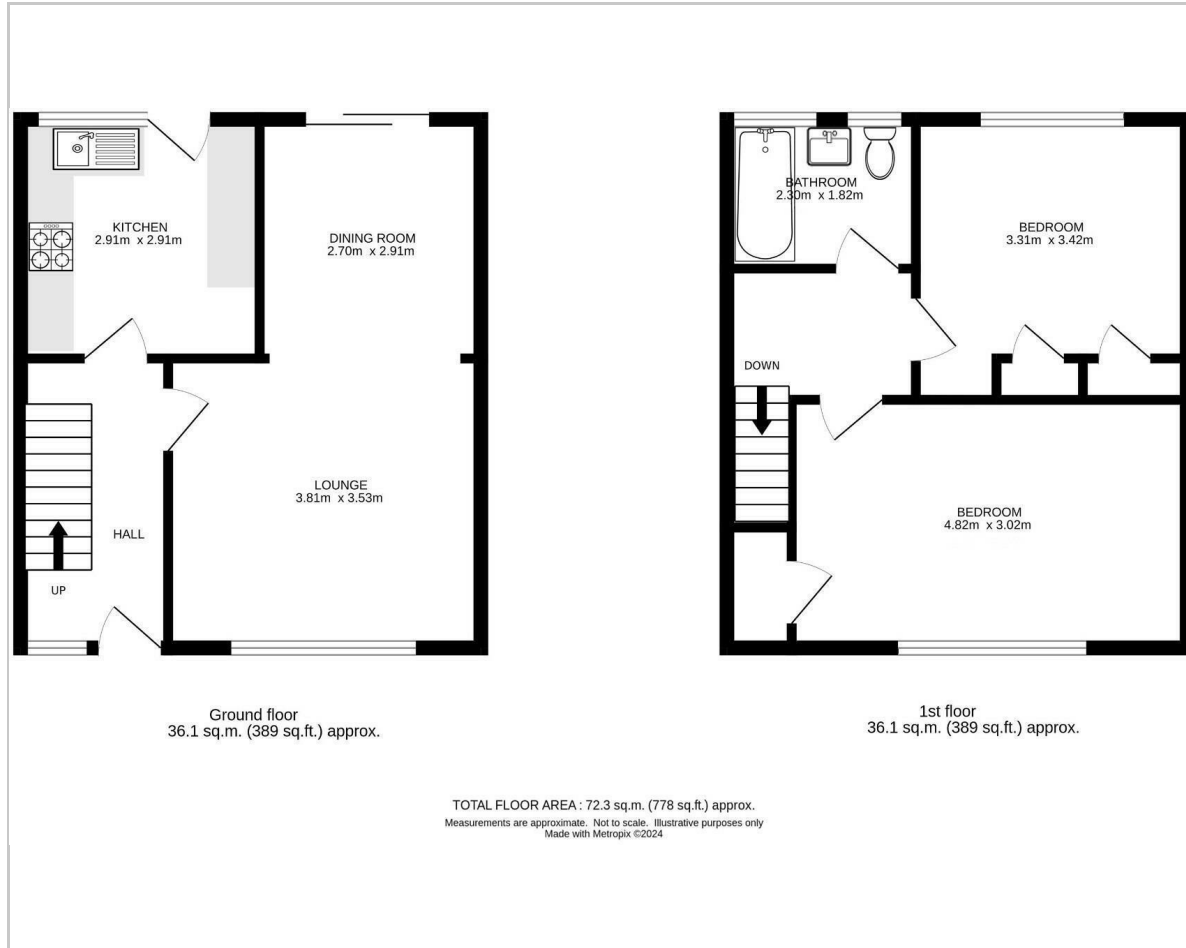 KITCHEN
2.91m x 2.91m
DINING ROOM
2.70m x 2.91m
LOUNGE
3.81m x 3.53m
HALL
UP
Ground floor
36.1 sq.m. (389 sq.ft.) approx.
BATHROOM
2.30m x 1.82m
BEDROOM
3.31m x 3.42m
DOWN
BEDROOM
4.82m x 3.02m
1st floor
36.1 sq.m. (389 sq.ft.) approx.
TOTAL FLOOR AREA : 72.3 sq.m. (778 sq.ft.) approx.
Measurements are approximate. Not to scale. Illustrative purposes only
Made with Metropix ©2024